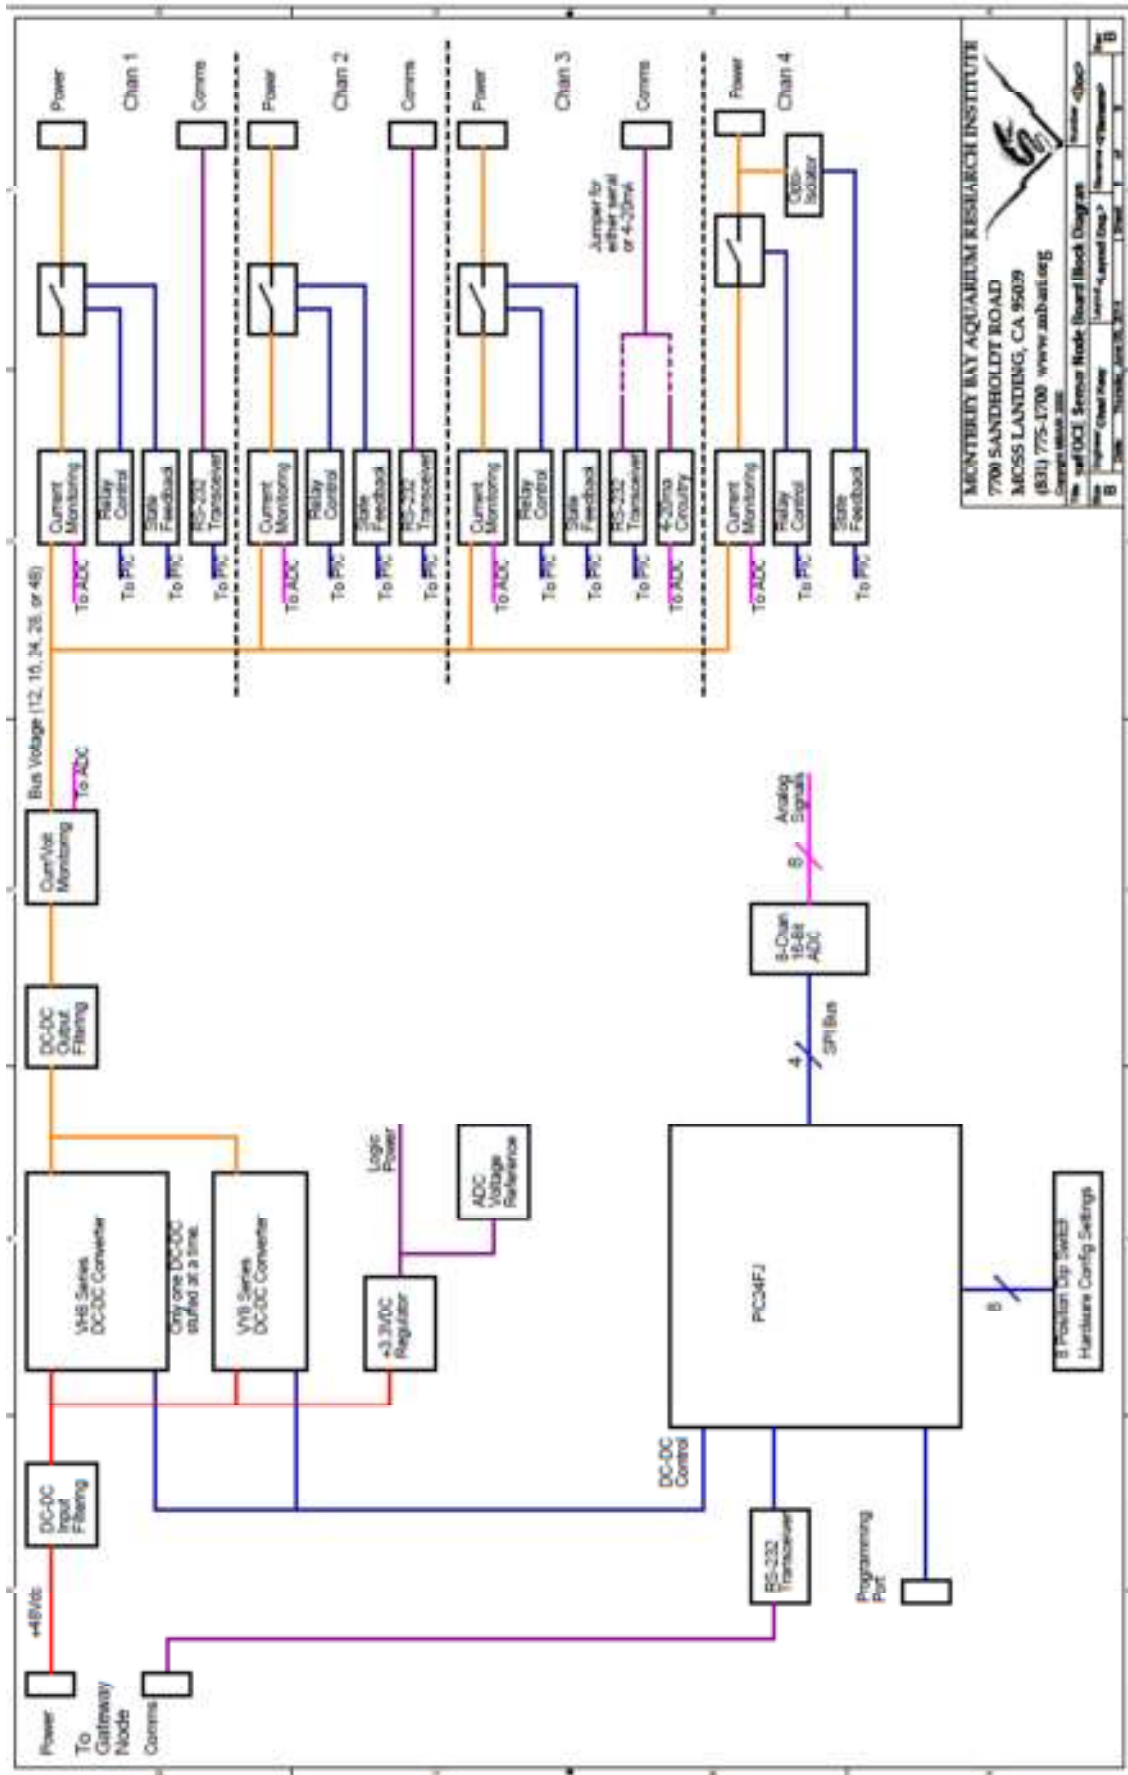 Power
To
Gateway
Node
Comms
+48Vdc
DC-DC
Input
Filtering
VHB Series
DC-DC Converter
Only one DC-DC
stuffed at a time.
VYB Series
DC-DC Converter
+3.3VDC
Regulator
Logic
Power
ADC
Voltage
Reference
DC-DC
Output
Filtering
Curr/Volt
Monitoring
To ADC
Bus Voltage (12, 15, 24, 28, or 48)
Current
Monitoring
To ADC
Relay
Control
To PIC
State
Feedback
To PIC
RS-232
Transceiver
To PIC
Power
Chan 1
Comms
Current
Monitoring
To ADC
Relay
Control
To PIC
State
Feedback
To PIC
RS-232
Transceiver
To PIC
Power
Chan 2
Comms
Current
Monitoring
To ADC
Relay
Control
To PIC
State
Feedback
To PIC
RS-232
Transceiver
To PIC
4-20ma
Circuitry
To ADC
Jumper for
either serial
or 4-20mA
Power
Chan 3
Comms
Current
Monitoring
To ADC
Relay
Control
To PIC
State
Feedback
To PIC
Opto-
Isolator
Power
Chan 4
DC-DC
Control
RS-232
Transceiver
Programming
Port
PIC24FJ
8
8 Position Dip Switch
Hardware Config Settings
4
SPI Bus
8-Chan
16-Bit
ADC
8
Analog
Signals
MONTEREY BAY AQUARIUM RESEARCH INSTITUTE
7700 SANDHOLDT ROAD
MOSS LANDING, CA 95039
(831) 775-1700 www.mbari.org
Sensor Node Board Block Diagram
B
B